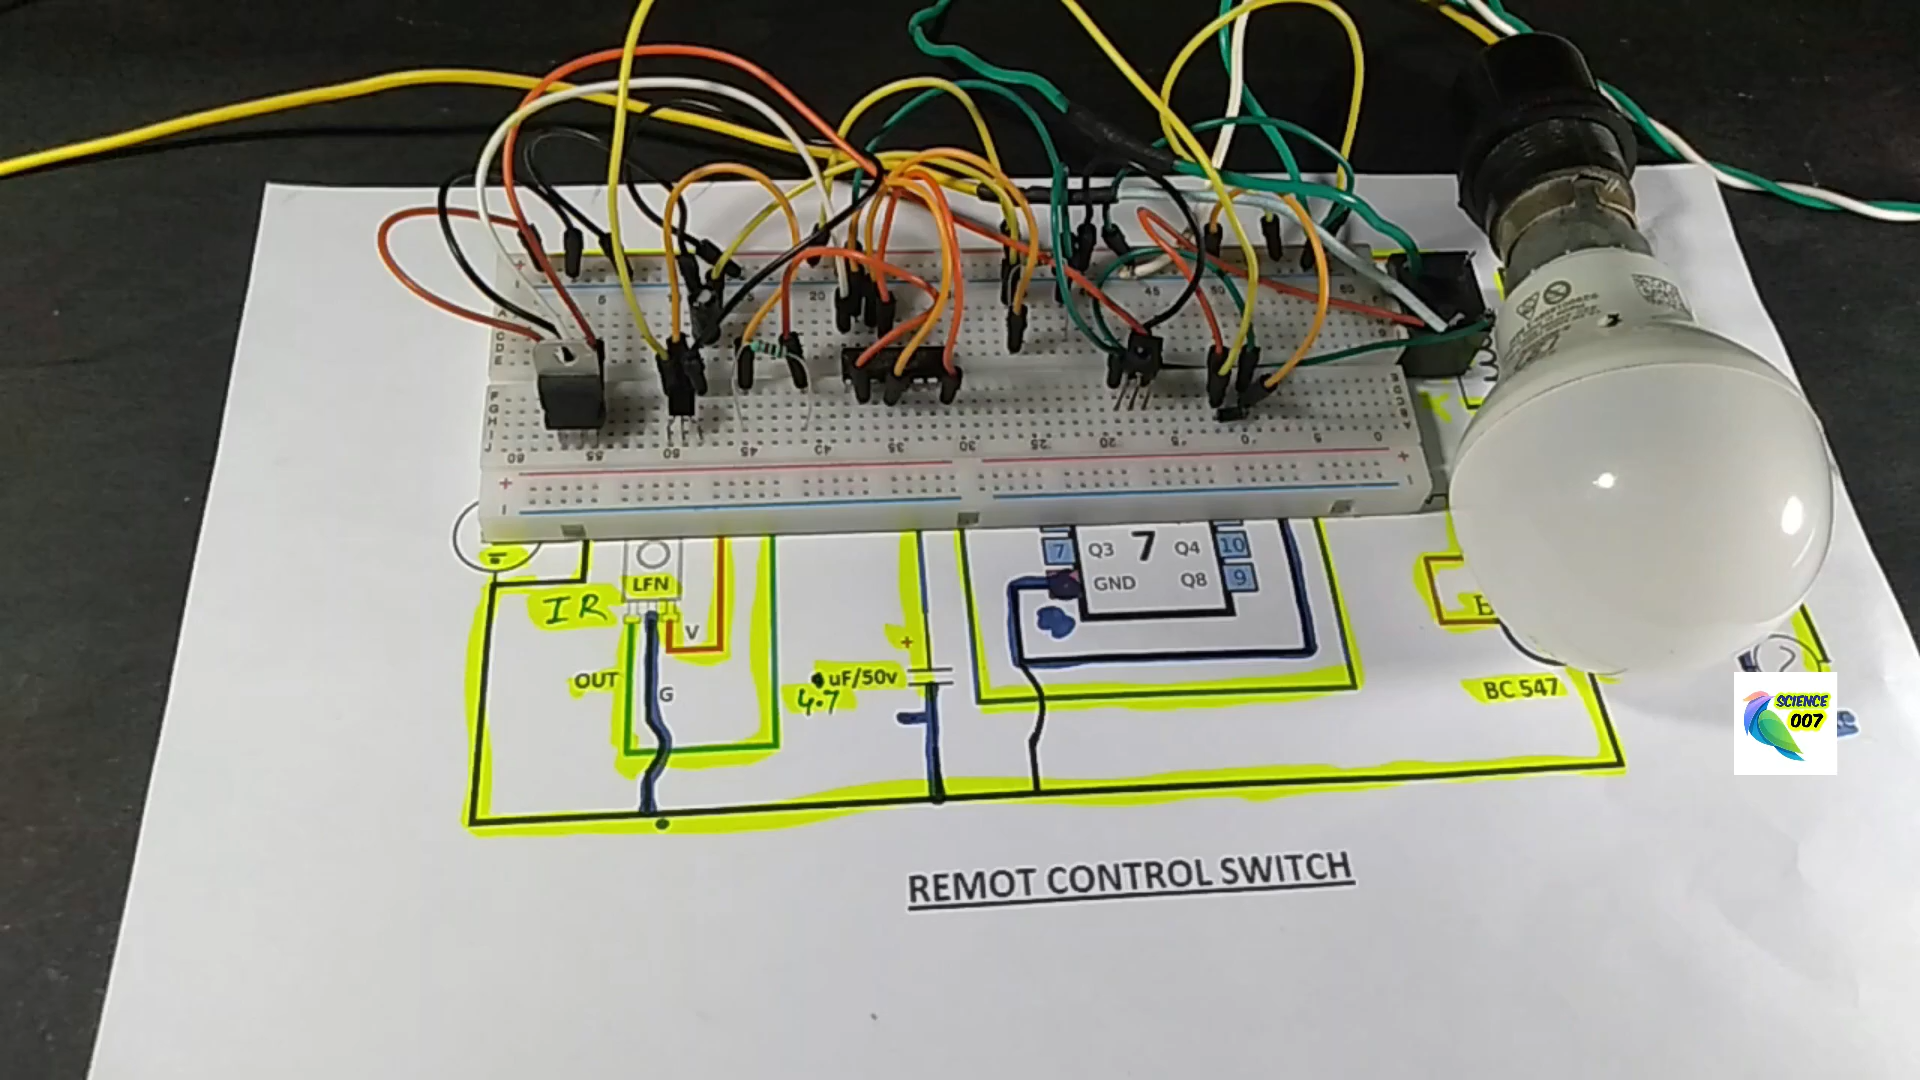 LFN
IR
V
OUT
G
+
uF/50v
4.7
7 Q3 7 Q4 10
GND Q8 9
BC 547
SCIENCE
007
REMOT CONTROL SWITCH